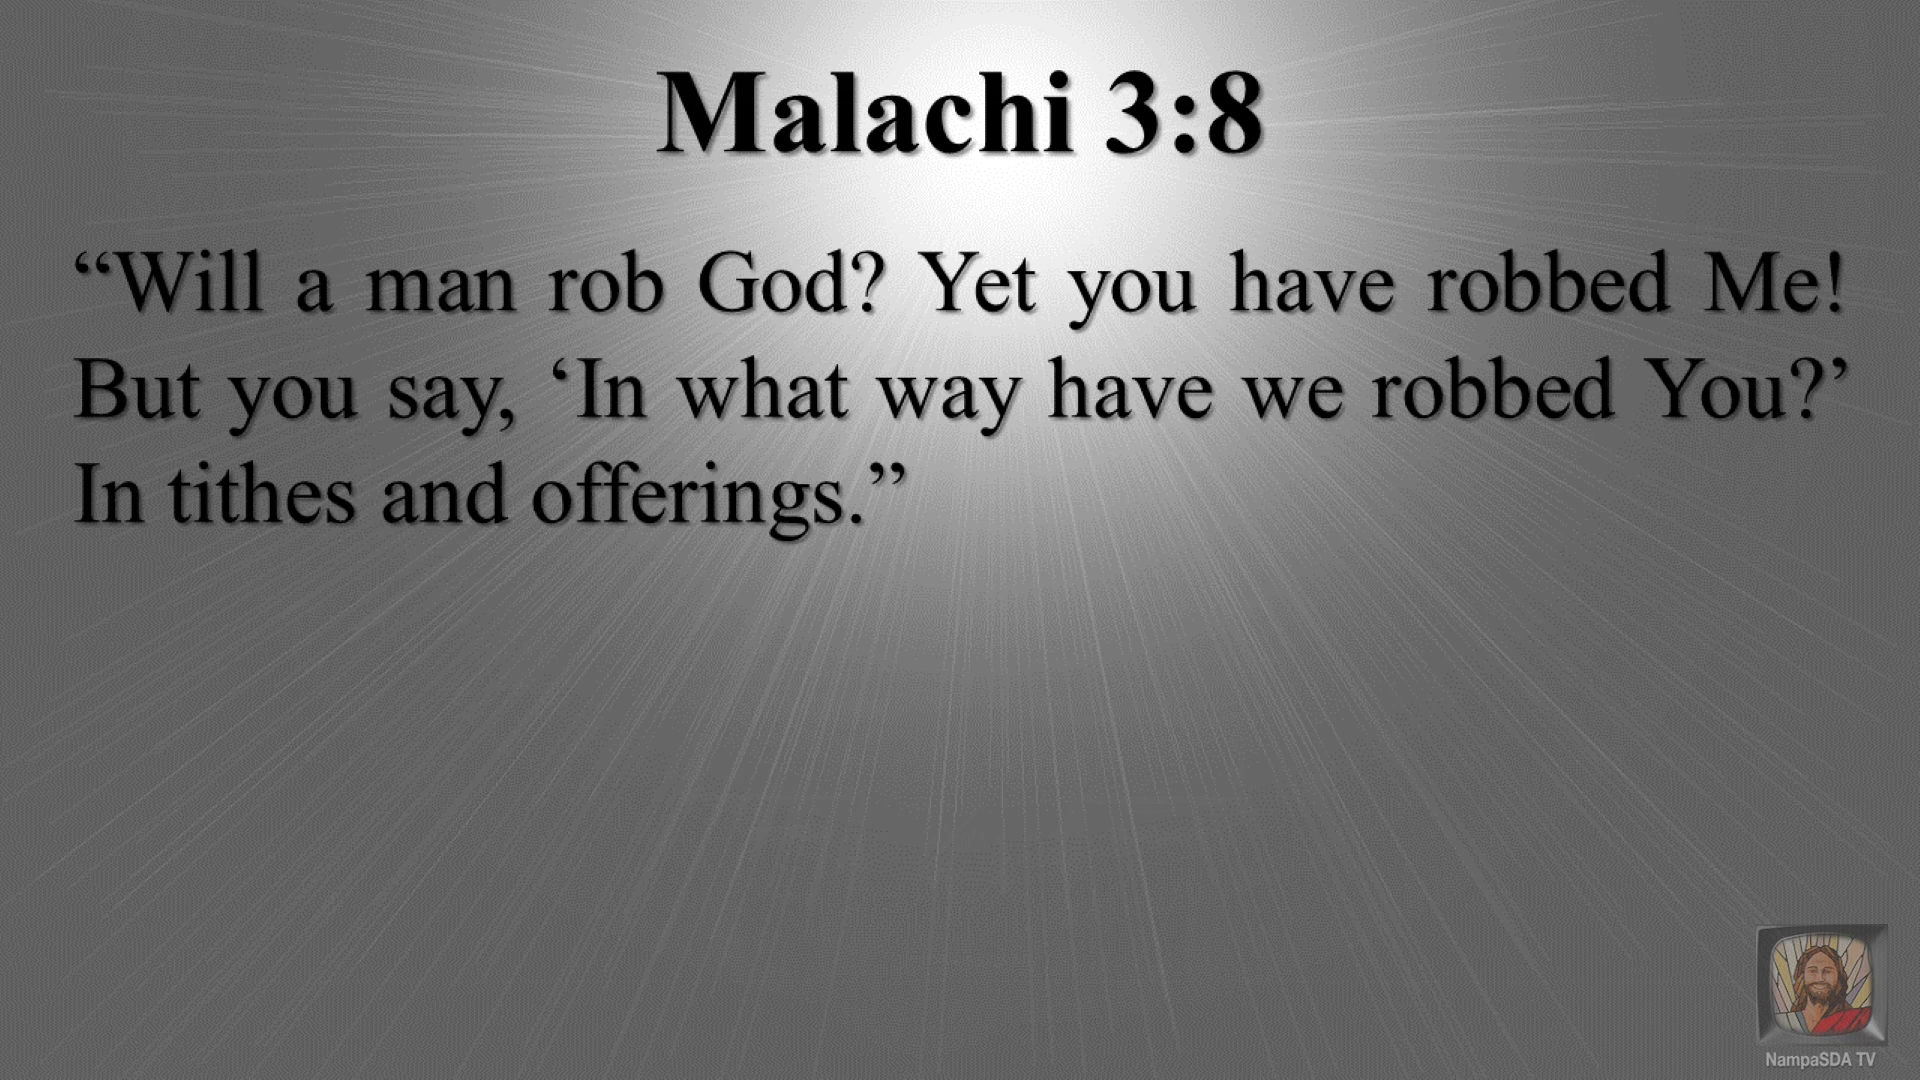 Malachi 3:8
“Will a man rob God? Yet you have robbed Me!
But you say, ‘In what way have we robbed You?’
In tithes and offerings.”
NampaSDA TV